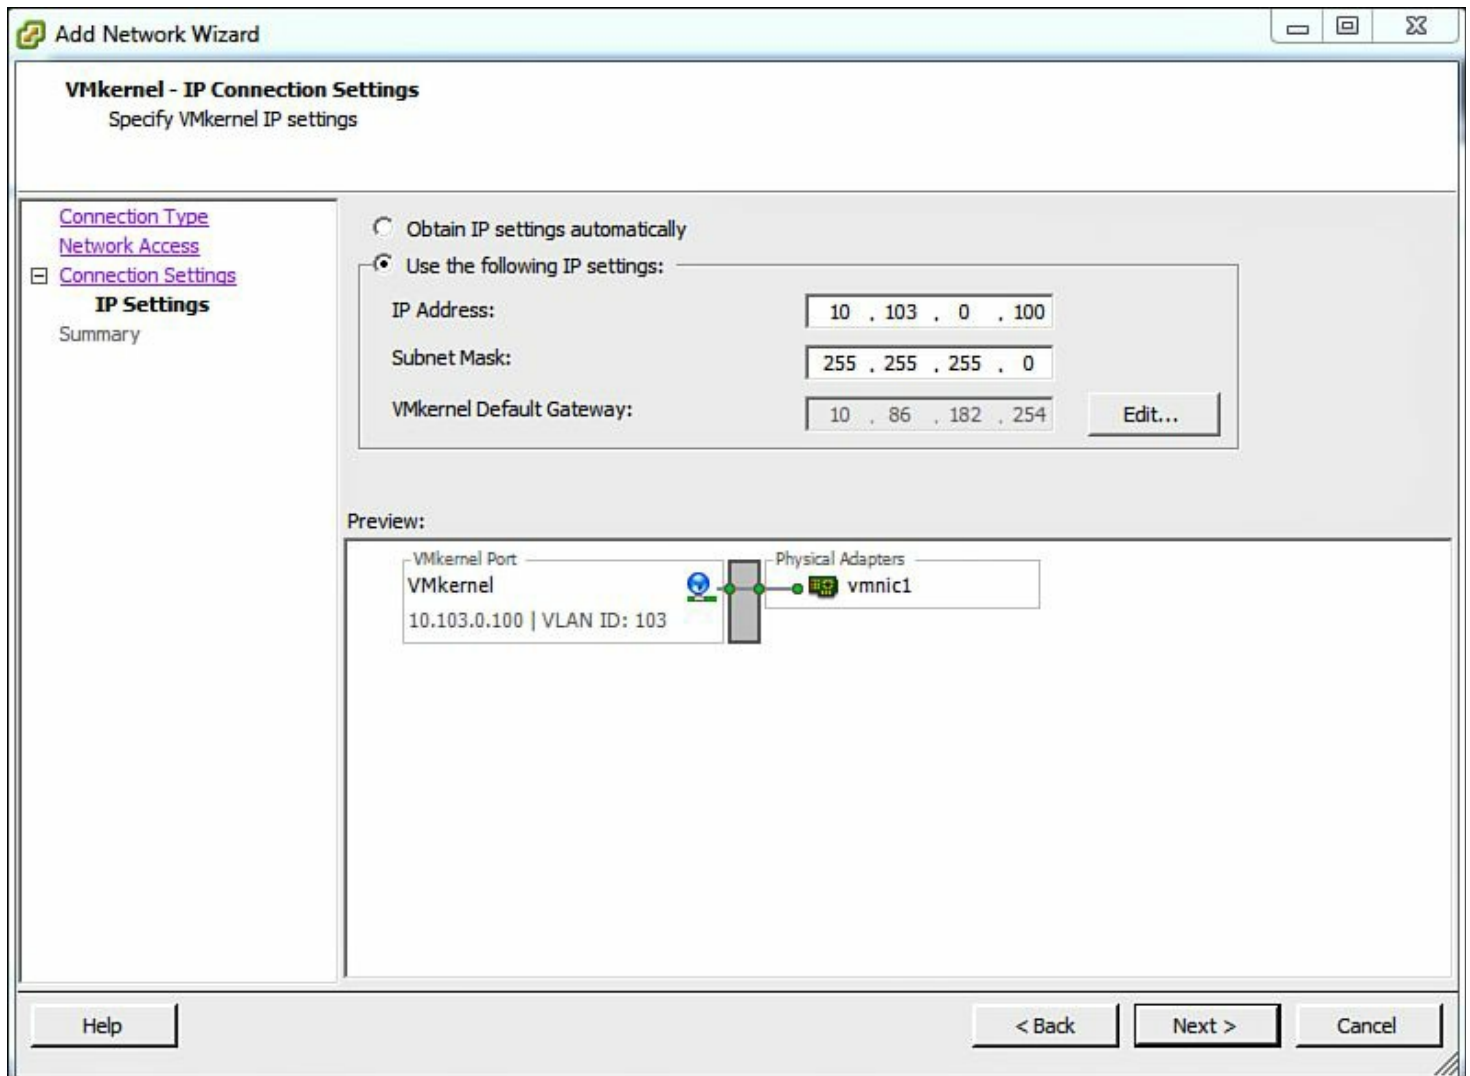 Add Network Wizard
VMkernel - IP Connection Settings
Specify VMkernel IP settings
Connection Type
Network Access
Connection Settings
IP Settings
Summary
Obtain IP settings automatically
Use the following IP settings:
IP Address: 10 . 103 . 0 . 100
Subnet Mask: 255 . 255 . 255 . 0
VMkernel Default Gateway: 10 . 86 . 182 . 254 Edit...
Preview:
VMkernel Port
VMkernel
10.103.0.100 | VLAN ID: 103
Physical Adapters
vmnic1
Help < Back Next > Cancel